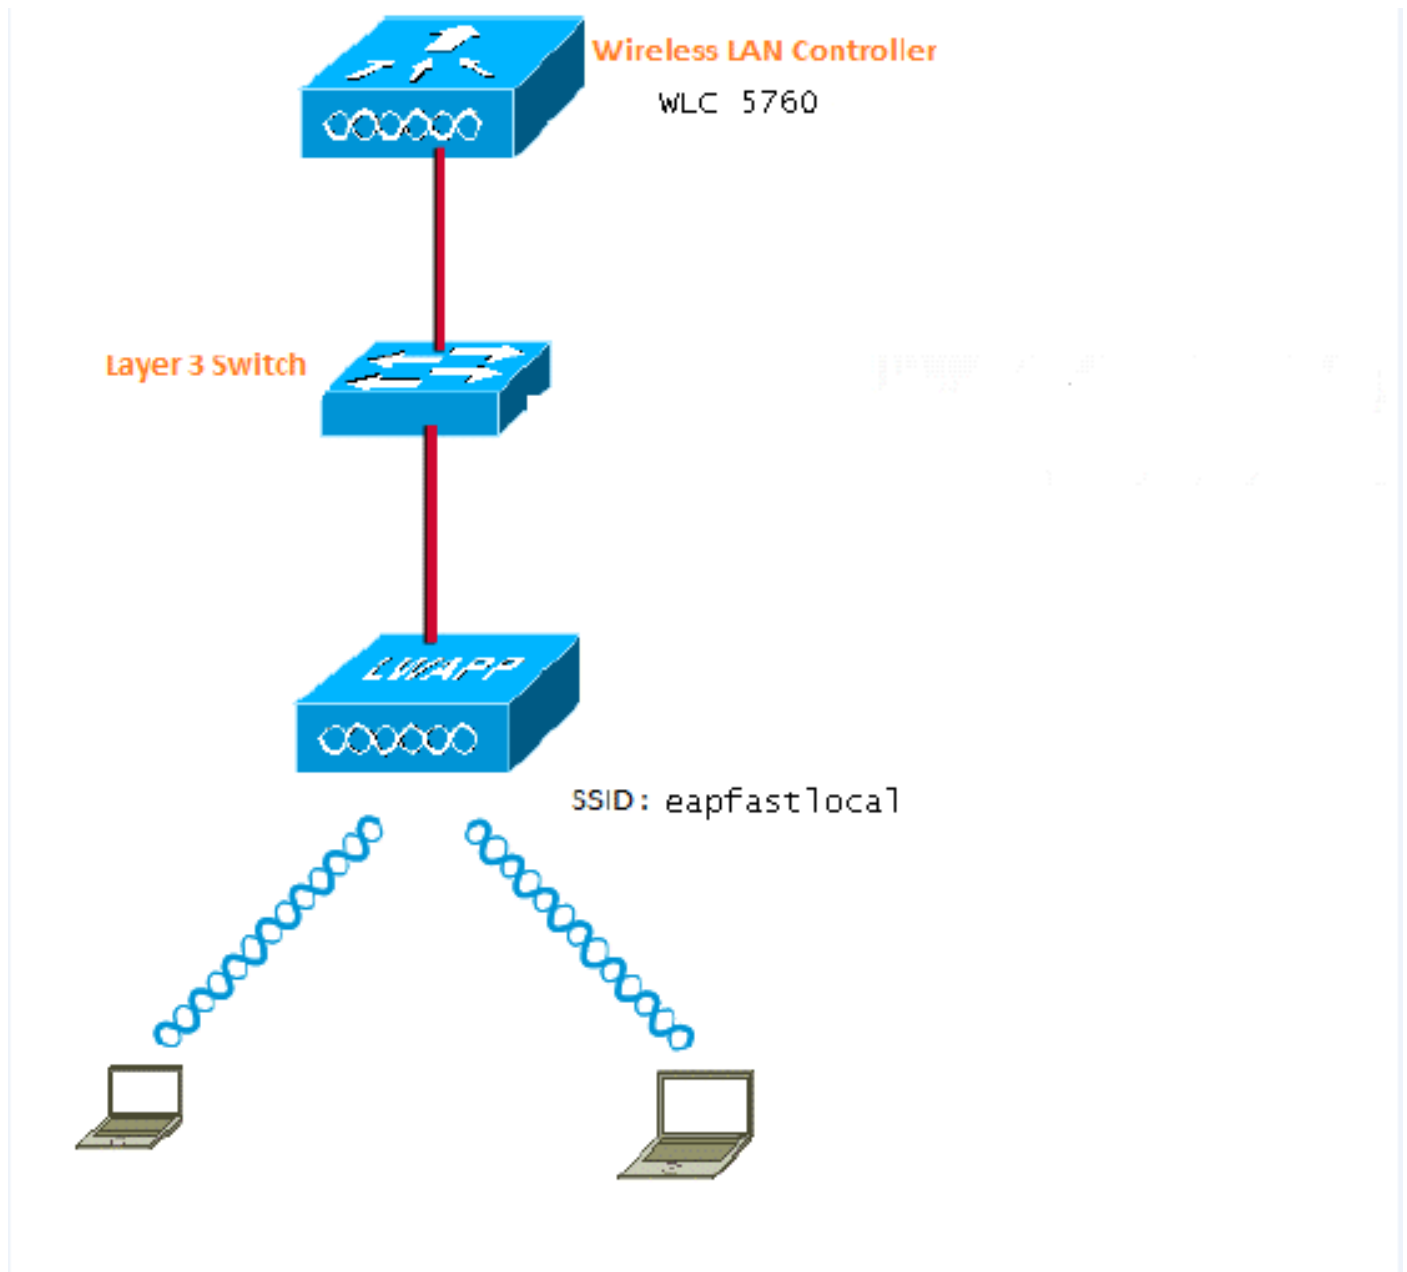 Wireless LAN Controller
WLC 5760
Layer 3 Switch
LWAPP
SSID: eapfastlocal